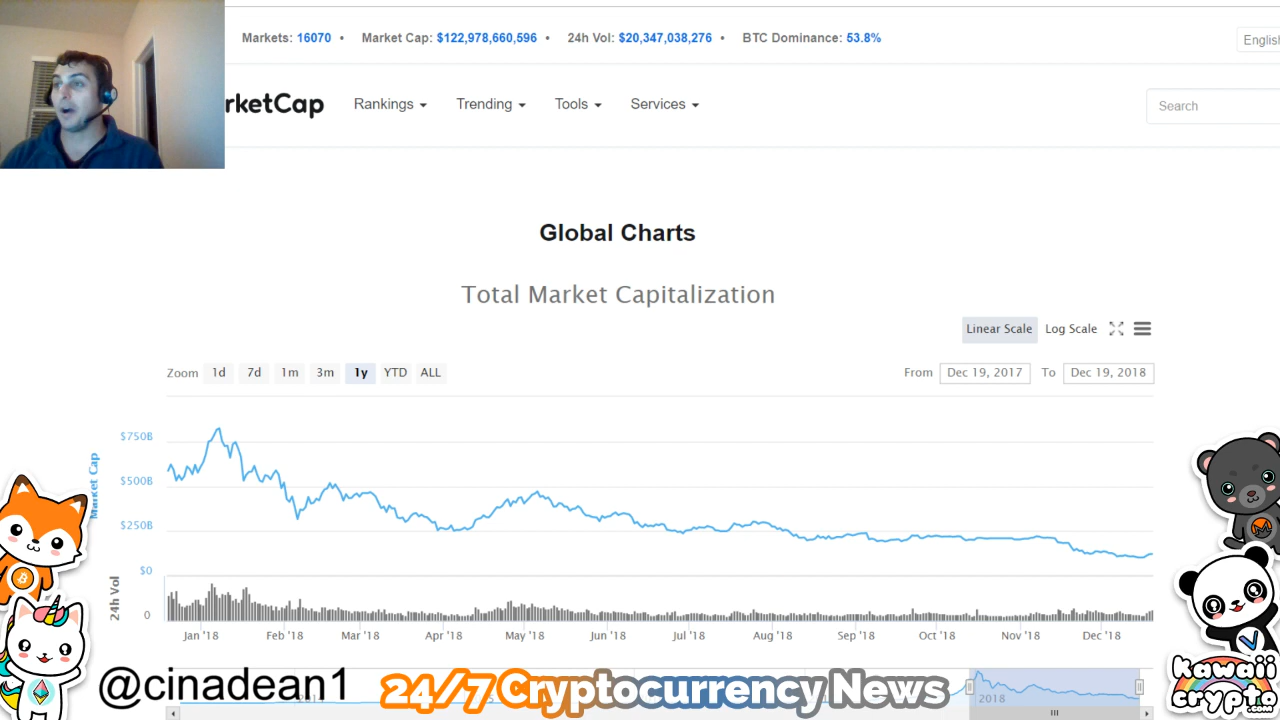 Markets: 16070 • Market Cap: $122,978,660,596 • 24h Vol: $20,347,038,276 • BTC Dominance: 53.8%
English
rketCap Rankings Trending Tools Services
Search
Global Charts
Total Market Capitalization
Linear Scale Log Scale
Zoom 1d 7d 1m 3m 1y YTD ALL From Dec 19, 2017 To Dec 19, 2018
$750B
$500B
$250B
$0
Market Cap
24h Vol
0
Jan '18 Feb '18 Mar '18 Apr '18 May '18 Jun '18 Jul '18 Aug '18 Sep '18 Oct '18 Nov '18 Dec '18
2018
@cinadean1
24/7 Cryptocurrency News
kawaii
crypto
.com